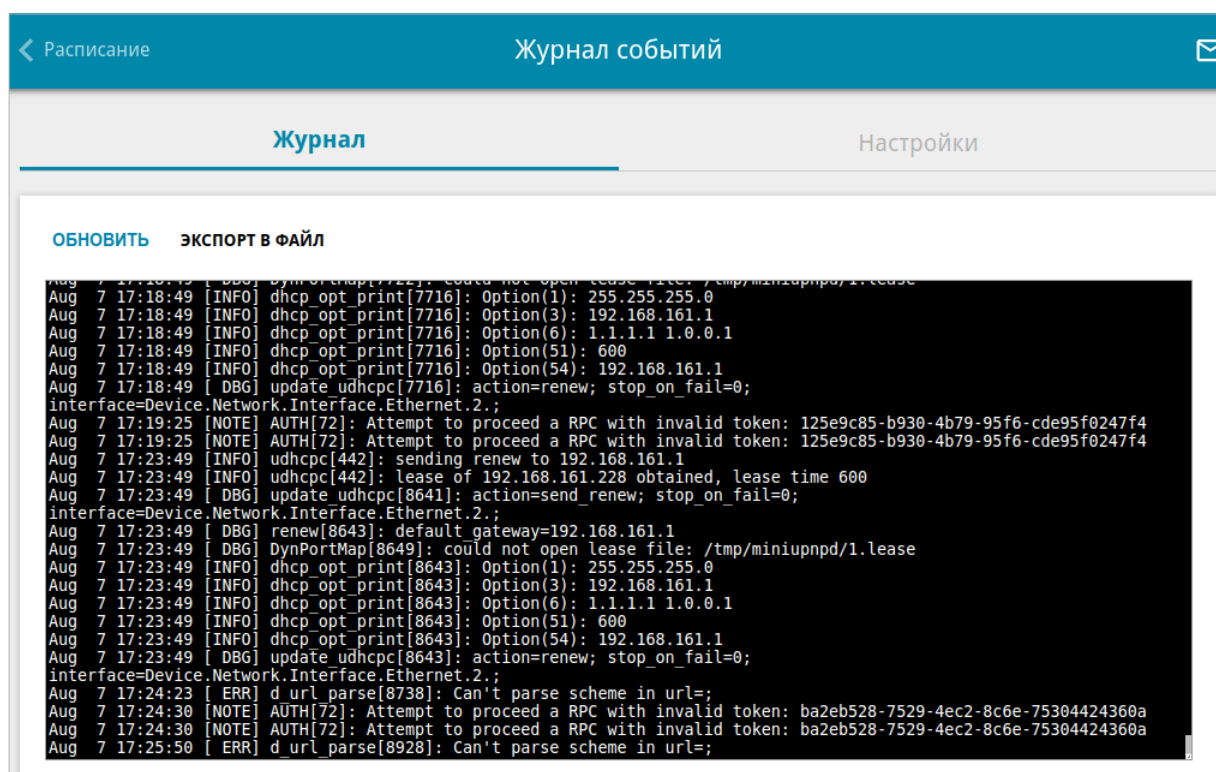 Расписание
Журнал событий
Журнал
Настройки
ОБНОВИТЬ ЭКСПОРТ В ФАЙЛ
Aug  7 17:18:49 [ DBG] DynPortMap[7722]: could not open lease file: /tmp/miniupnpd/1.lease
Aug  7 17:18:49 [INFO] dhcp_opt_print[7716]: Option(1): 255.255.255.0
Aug  7 17:18:49 [INFO] dhcp_opt_print[7716]: Option(3): 192.168.161.1
Aug  7 17:18:49 [INFO] dhcp_opt_print[7716]: Option(6): 1.1.1.1 1.0.0.1
Aug  7 17:18:49 [INFO] dhcp_opt_print[7716]: Option(51): 600
Aug  7 17:18:49 [INFO] dhcp_opt_print[7716]: Option(54): 192.168.161.1
Aug  7 17:18:49 [ DBG] update_udhcpc[7716]: action=renew; stop_on_fail=0;
interface=Device.Network.Interface.Ethernet.2.;
Aug  7 17:19:25 [NOTE] AUTH[72]: Attempt to proceed a RPC with invalid token: 125e9c85-b930-4b79-95f6-cde95f0247f4
Aug  7 17:19:25 [NOTE] AUTH[72]: Attempt to proceed a RPC with invalid token: 125e9c85-b930-4b79-95f6-cde95f0247f4
Aug  7 17:23:49 [INFO] udhcpc[442]: sending renew to 192.168.161.1
Aug  7 17:23:49 [INFO] udhcpc[442]: lease of 192.168.161.228 obtained, lease time 600
Aug  7 17:23:49 [ DBG] update_udhcpc[8641]: action=send_renew; stop_on_fail=0;
interface=Device.Network.Interface.Ethernet.2.;
Aug  7 17:23:49 [ DBG] renew[8643]: default_gateway=192.168.161.1
Aug  7 17:23:49 [ DBG] DynPortMap[8649]: could not open lease file: /tmp/miniupnpd/1.lease
Aug  7 17:23:49 [INFO] dhcp_opt_print[8643]: Option(1): 255.255.255.0
Aug  7 17:23:49 [INFO] dhcp_opt_print[8643]: Option(3): 192.168.161.1
Aug  7 17:23:49 [INFO] dhcp_opt_print[8643]: Option(6): 1.1.1.1 1.0.0.1
Aug  7 17:23:49 [INFO] dhcp_opt_print[8643]: Option(51): 600
Aug  7 17:23:49 [INFO] dhcp_opt_print[8643]: Option(54): 192.168.161.1
Aug  7 17:23:49 [ DBG] update_udhcpc[8643]: action=renew; stop_on_fail=0;
interface=Device.Network.Interface.Ethernet.2.;
Aug  7 17:24:23 [ ERR] d_url_parse[8738]: Can't parse scheme in url=;
Aug  7 17:24:30 [NOTE] AUTH[72]: Attempt to proceed a RPC with invalid token: ba2eb528-7529-4ec2-8c6e-75304424360a
Aug  7 17:24:30 [NOTE] AUTH[72]: Attempt to proceed a RPC with invalid token: ba2eb528-7529-4ec2-8c6e-75304424360a
Aug  7 17:25:50 [ ERR] d_url_parse[8928]: Can't parse scheme in url=;